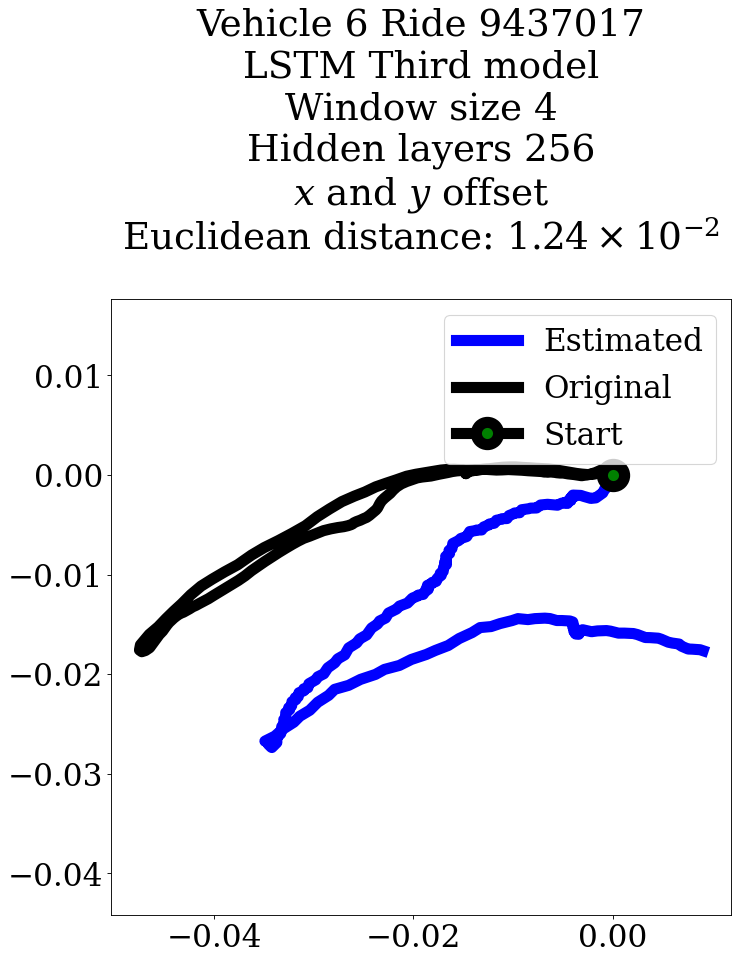 Vehicle 6 Ride 9437017
LSTM Third model
Window size 4
Hidden layers 256
x and y offset
Euclidean distance: 1.24 × 10⁻²
Estimated
Original
Start
0.01
0.00
−0.01
−0.02
−0.03
−0.04
−0.04 −0.02 0.00